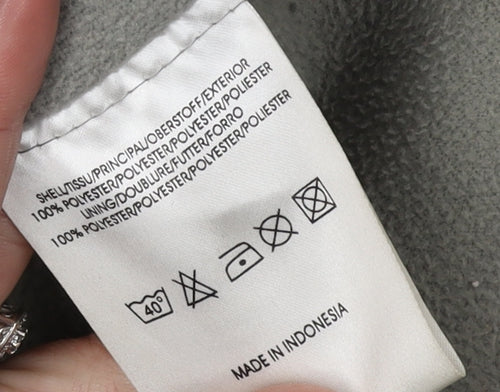 SHELL/TISSU/PRINCIPAL/OBERSTOFF/EXTERIOR
100% POLYESTER/POLYESTER/POLYESTER/POLIESTER
LINING/DOUBLURE/FUTTER/FORRO
100% POLYESTER/POLYESTER/POLYESTER/POLIESTER
40°
MADE IN INDONESIA